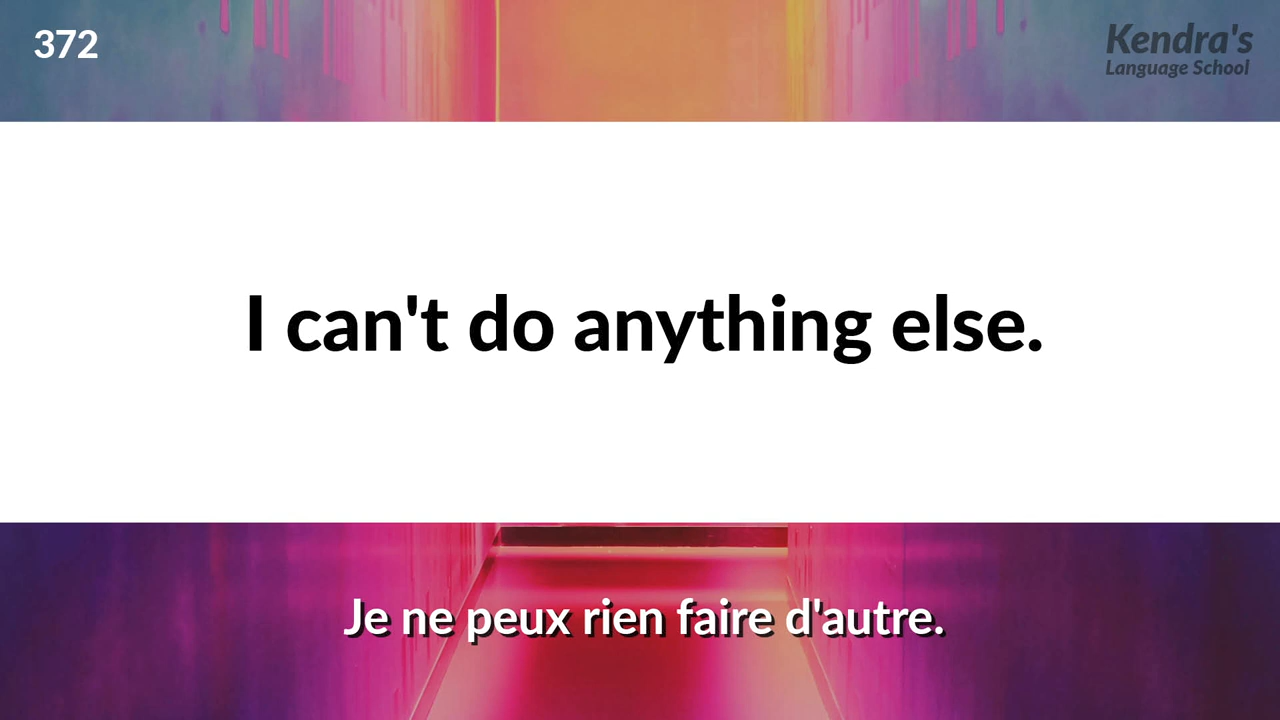 372
Kendra's
Language School
I can't do anything else.
Je ne peux rien faire d'autre.